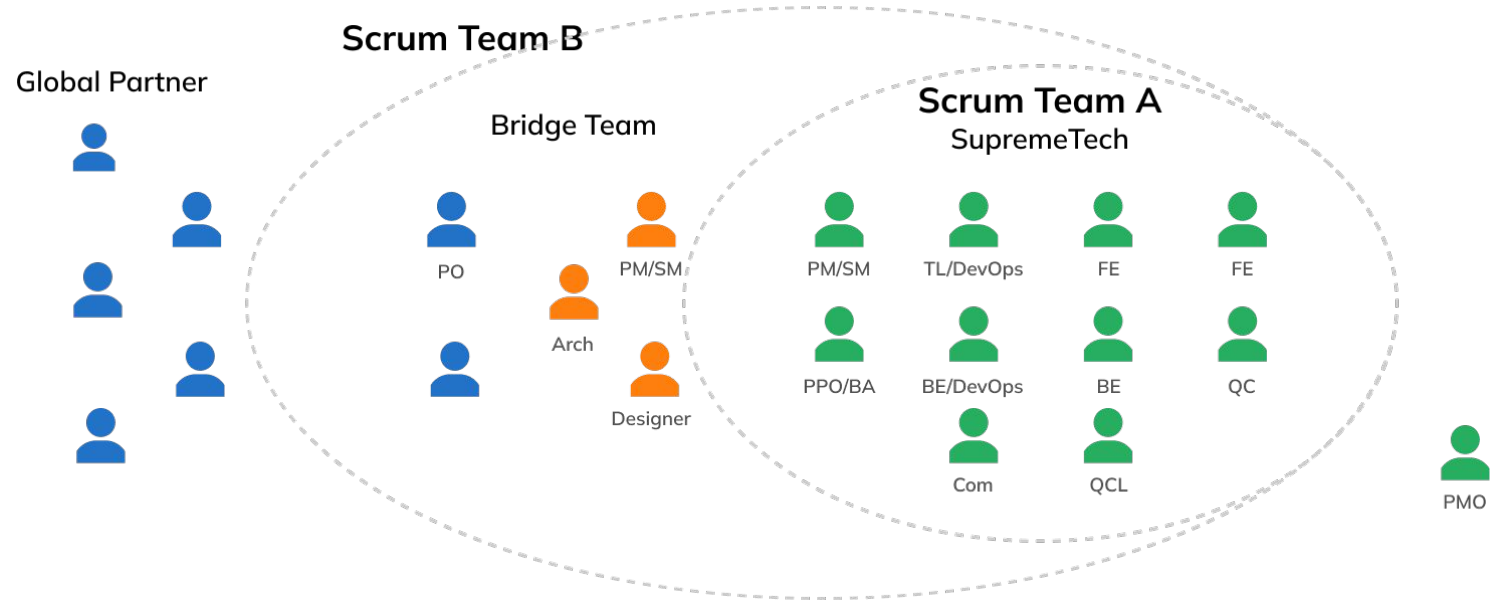 Scrum Team B
Global Partner
Bridge Team
Scrum Team A
SupremeTech
PO
PM/SM
Arch
Designer
PM/SM
TL/DevOps
FE
FE
PPO/BA
BE/DevOps
BE
QC
Com
QCL
PMO